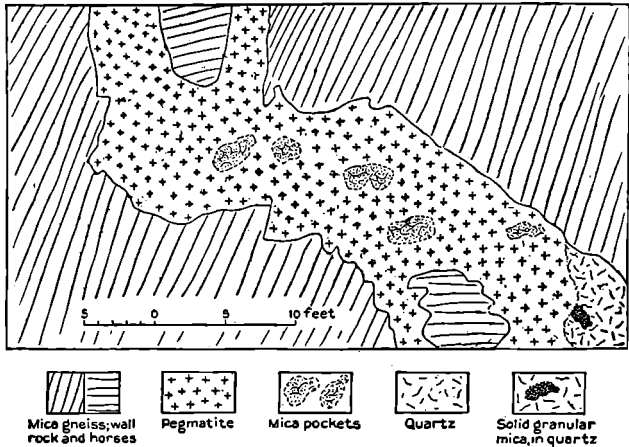 5 0 5 10 feet
Mica gneiss; wall
rock and horses
Pegmatite
Mica pockets
Quartz
Solid granular
mica, in quartz